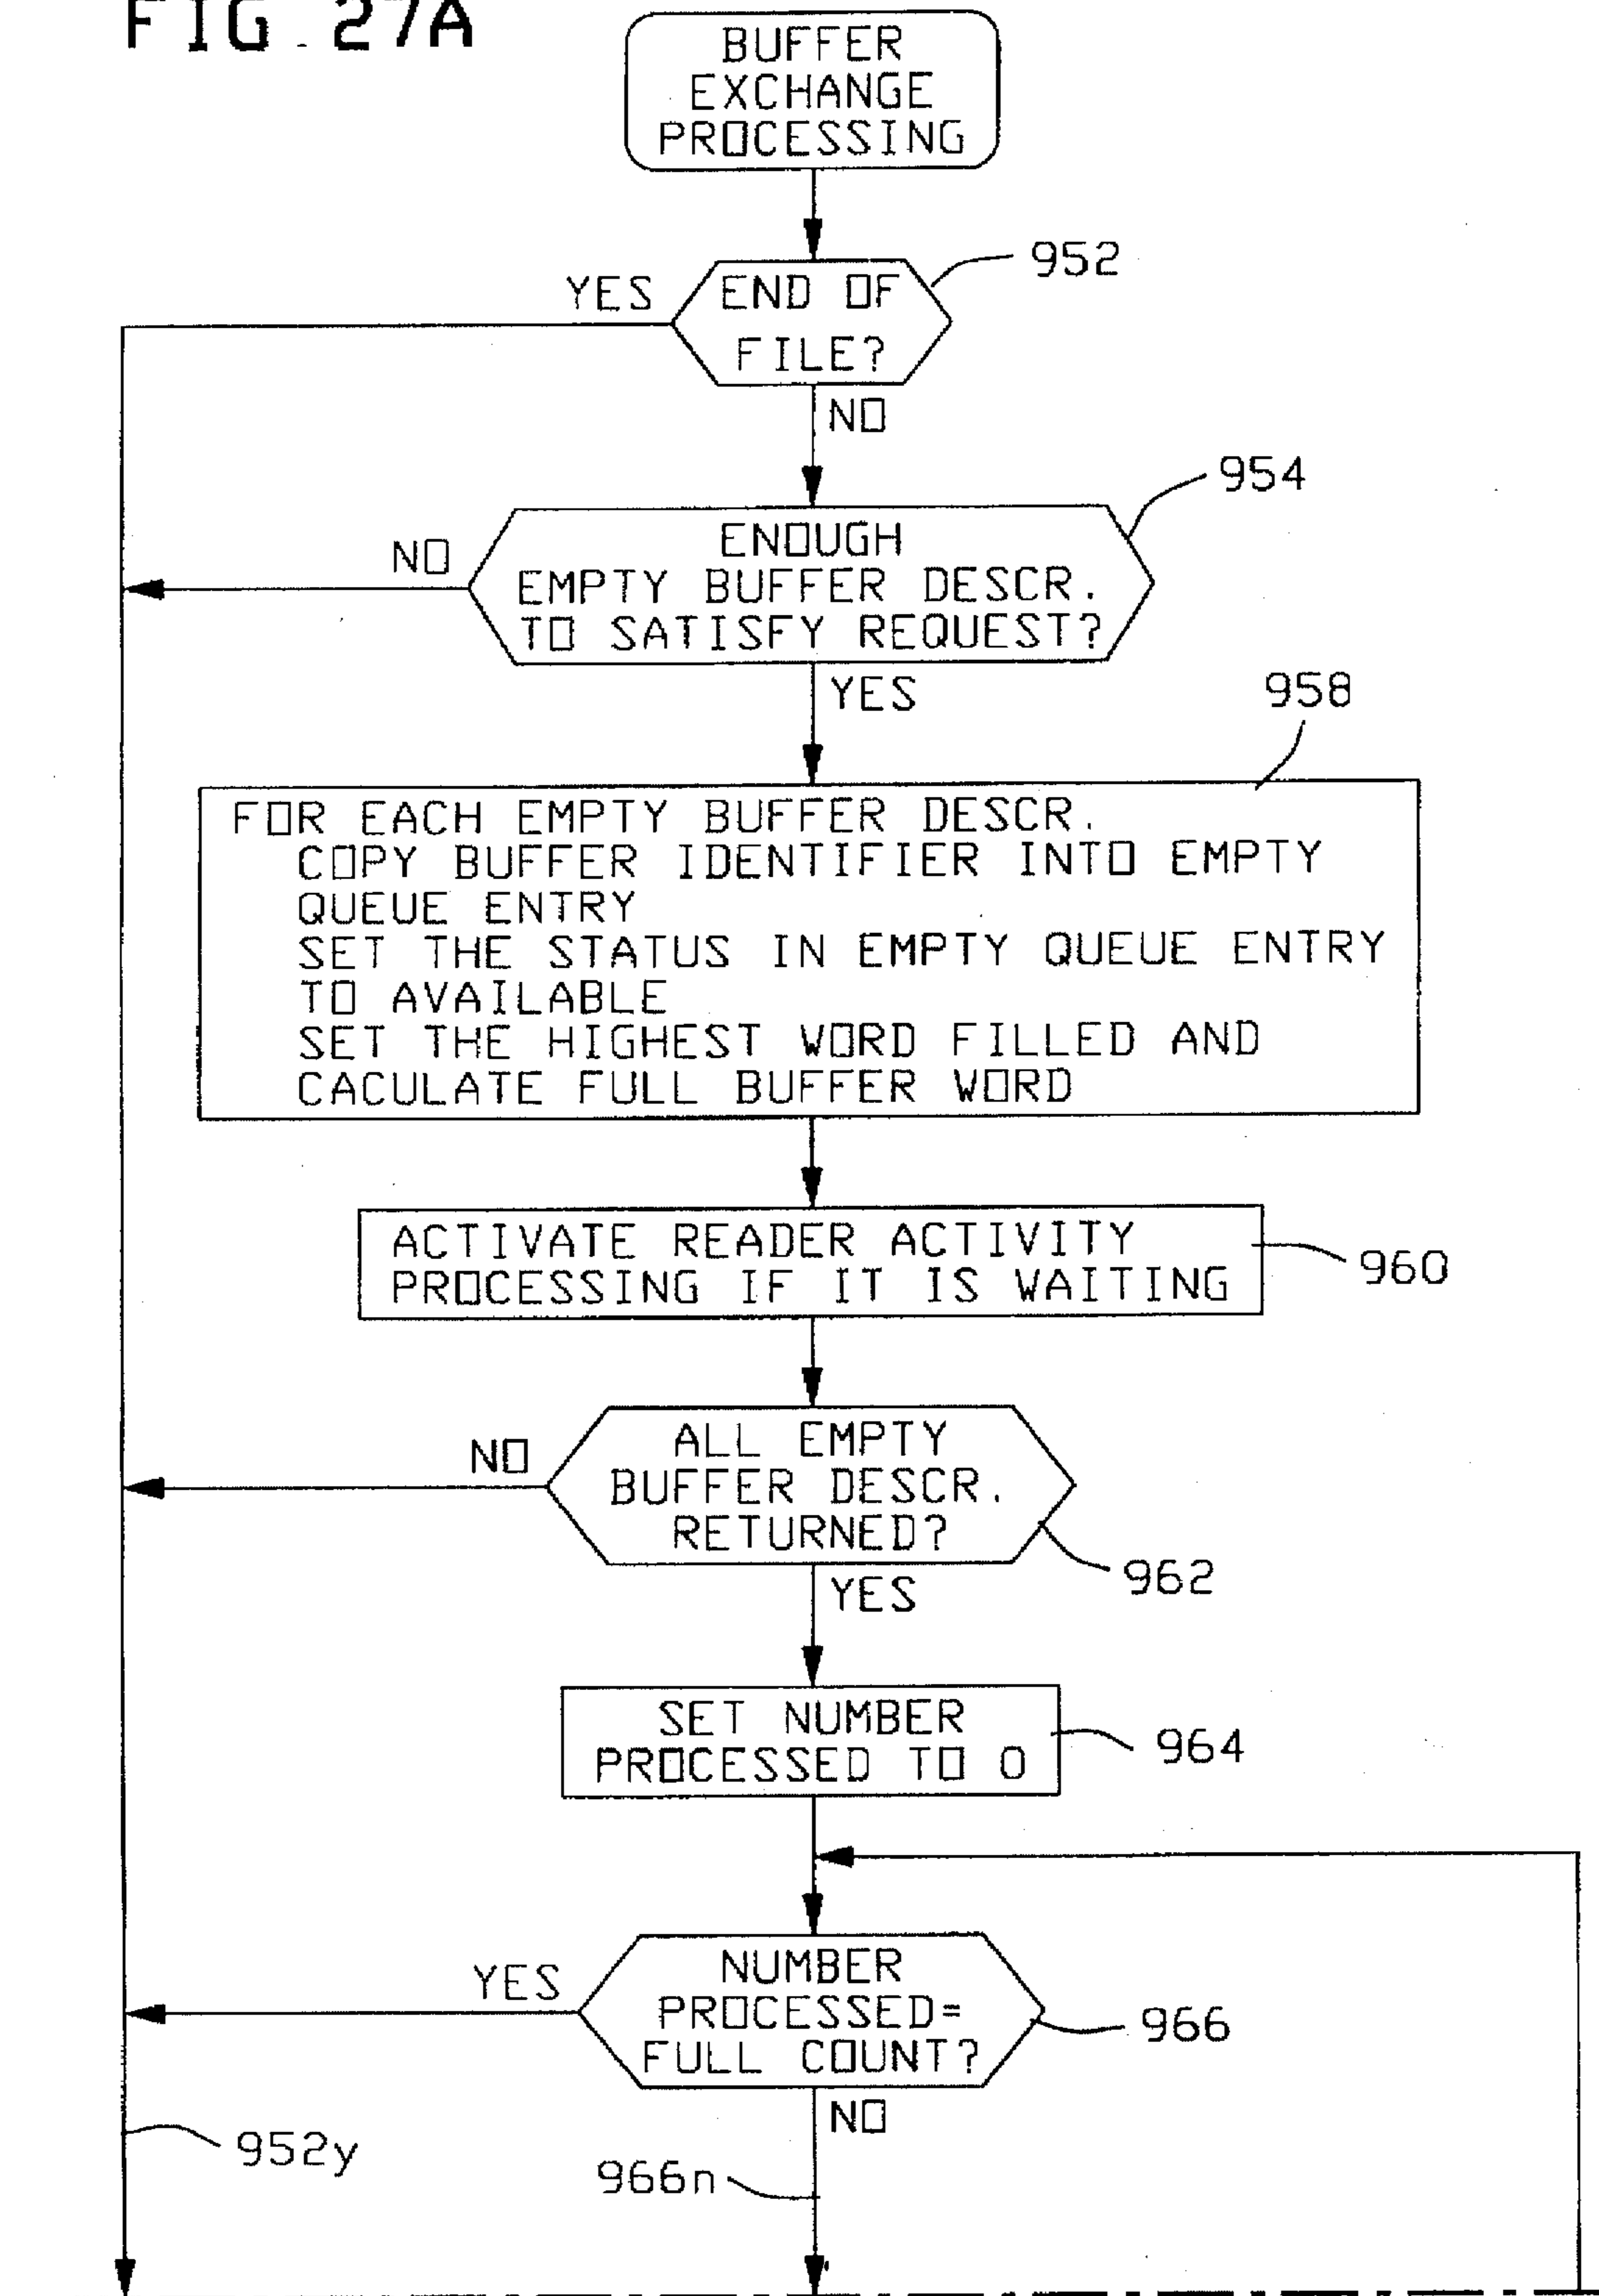 FIG. 27A
BUFFER
EXCHANGE
PROCESSING
952
YES
END OF
FILE?
NO
954
NO
ENOUGH
EMPTY BUFFER DESCR.
TO SATISFY REQUEST?
YES
958
FOR EACH EMPTY BUFFER DESCR.
COPY BUFFER IDENTIFIER INTO EMPTY
QUEUE ENTRY
SET THE STATUS IN EMPTY QUEUE ENTRY
TO AVAILABLE
SET THE HIGHEST WORD FILLED AND
CACULATE FULL BUFFER WORD
ACTIVATE READER ACTIVITY
PROCESSING IF IT IS WAITING
960
NO
ALL EMPTY
BUFFER DESCR.
RETURNED?
962
YES
SET NUMBER
PROCESSED TO 0
964
YES
NUMBER
PROCESSED=
FULL COUNT?
966
NO
952y
966n